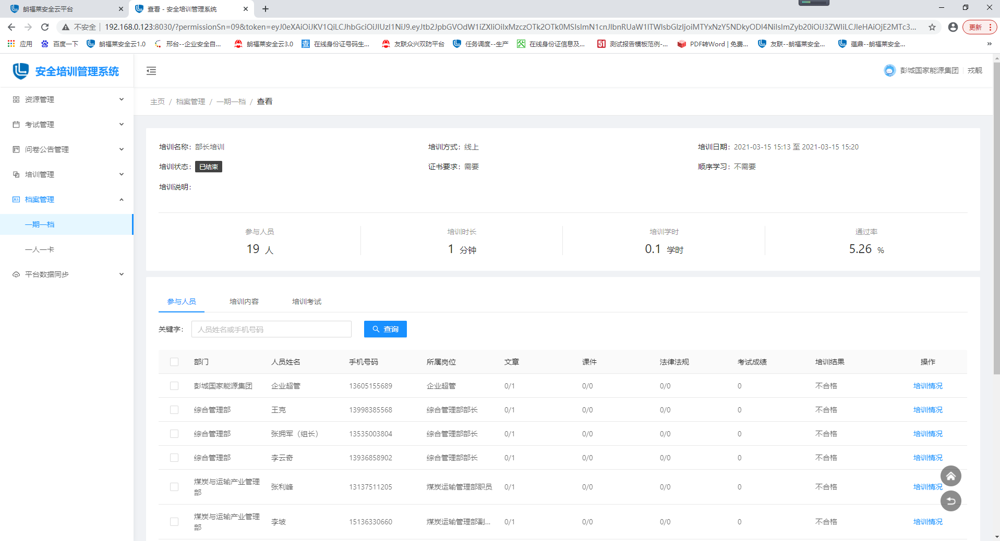 朗福莱安全云平台
查看 - 安全培训管理系统
不安全 192.168.0.123:8030/?permissionSn=09&token=
更新
应用 百度一下 朗福莱安全云1.0 邢台--企业安全自... 朗福莱安全云3.0 在线身份证号码生... 友联众兴双防平台 任务调度--生产 在线身份证信息及... 测试报告模板范例-... PDF转Word | 免费... 友联--朗福莱安全... 蕴鼎--朗福莱安全...
安全培训管理系统
彭城国家能源集团 戎靓
资源管理
考试管理
问卷公告管理
培训管理
档案管理
一期一档
一人一卡
平台数据同步
主页 / 档案管理 / 一期一档 / 查看
培训名称: 部长培训 培训方式: 线上 培训日期: 2021-03-15 15:13 至 2021-03-15 15:20
培训状态: 已结束 证书要求: 需要 顺序学习: 不需要
培训说明:
参与人员 培训时长 培训学时 通过率
19 人 1 分钟 0.1 学时 5.26 %
参与人员 培训内容 培训考试
关键字: 人员姓名或手机号码 查询
部门 人员姓名 手机号码 所属岗位 文章 课件 法律法规 考试成绩 培训结果 操作
彭城国家能源集团 企业超管 13605155689 企业超管 0/1 0/0 0/0 0 不合格 培训情况
综合管理部 王克 13998385568 综合管理部部长 0/1 0/0 0/0 0 不合格 培训情况
综合管理部 张拥军（组长） 13535003804 综合管理部部长 0/1 0/0 0/0 0 不合格 培训情况
综合管理部 李云奇 13936858902 综合管理部部长 0/1 0/0 0/0 0 不合格 培训情况
煤炭与运输产业管理部 张利峰 13137511205 煤炭运输管理部职员 0/1 0/0 0/0 0 不合格 培训情况
煤炭与运输产业管理部 李坡 15136330660 煤炭运输管理部副... 0/1 0/0 0/0 0 不合格 培训情况